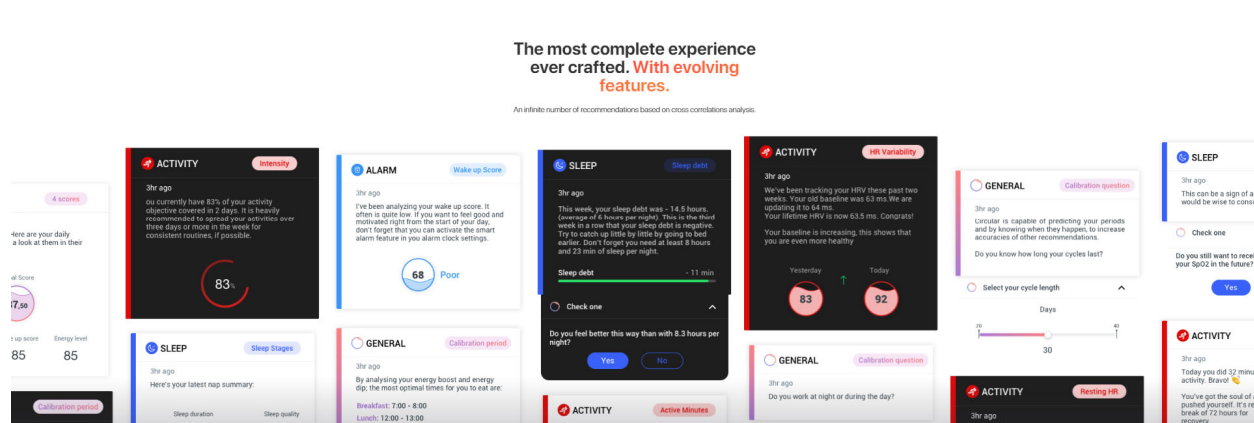 The most complete experience
ever crafted. With evolving
features.
An infinite number of recommendations based on cross correlations analysis.
4 scores
Here are your daily
a look at them in their
Score
7,50
up score
Energy level
85
85
Calibration period
ACTIVITY
Intensity
3hr ago
ou currently have 83% of your activity
objective covered in 2 days. It is heavily
recommended to spread your activities over
three days or more in the week for
consistent routines, if possible.
83%
SLEEP
Sleep Stages
3hr ago
Here's your latest nap summary:
Sleep duration
Sleep quality
ALARM
Wake up Score
3hr ago
I've been analyzing your wake up score. It
often is quite low. If you want to feel good and
motivated right from the start of your day,
don't forget that you can activate the smart
alarm feature in you alarm clock settings.
68
Poor
GENERAL
Calibration period
3hr ago
By analysing your energy boost and energy
dip; the most optimal times for you to eat are:
Breakfast: 7:00 - 8:00
Lunch: 12:00 - 13:00
SLEEP
Sleep debt
3hr ago
This week, your sleep debt was - 14.5 hours.
(average of 6 hours per night). This is the third
week in a row that your sleep debt is negative.
Try to catch up little by little by going to bed
earlier. Don't forget you need at least 8 hours
and 23 min of sleep per night.
Sleep debt
- 11 min
Check one
Do you feel better this way than with 8.3 hours per
night?
Yes
No
ACTIVITY
Active Minutes
ACTIVITY
HR Variability
3hr ago
We've been tracking your HRV these past two
weeks. Your old baseline was 63 ms.We are
updating it to 64 ms.
Your lifetime HRV is now 63.5 ms. Congrats!
Your baseline is increasing, this shows that
you are even more healthy
Yesterday
Today
83
92
GENERAL
Calibration question
3hr ago
Do you work at night or during the day?
GENERAL
Calibration question
3hr ago
Circular is capable of predicting your periods
and by knowing when they happen, to increase
accuracies of other recommendations.
Do you know how long your cycles last?
Select your cycle length
Days
20
40
30
ACTIVITY
Resting HR
3hr ago
SLEEP
3hr ago
This can be a sign of a
would be wise to cons
Check one
Do you still want to recei
your SpO2 in the future?
Yes
ACTIVITY
3hr ago
Today you did 32 minu
activity. Bravo!
You've got the soul of a
pushed yourself. It's re
break of 72 hours for
recovery.